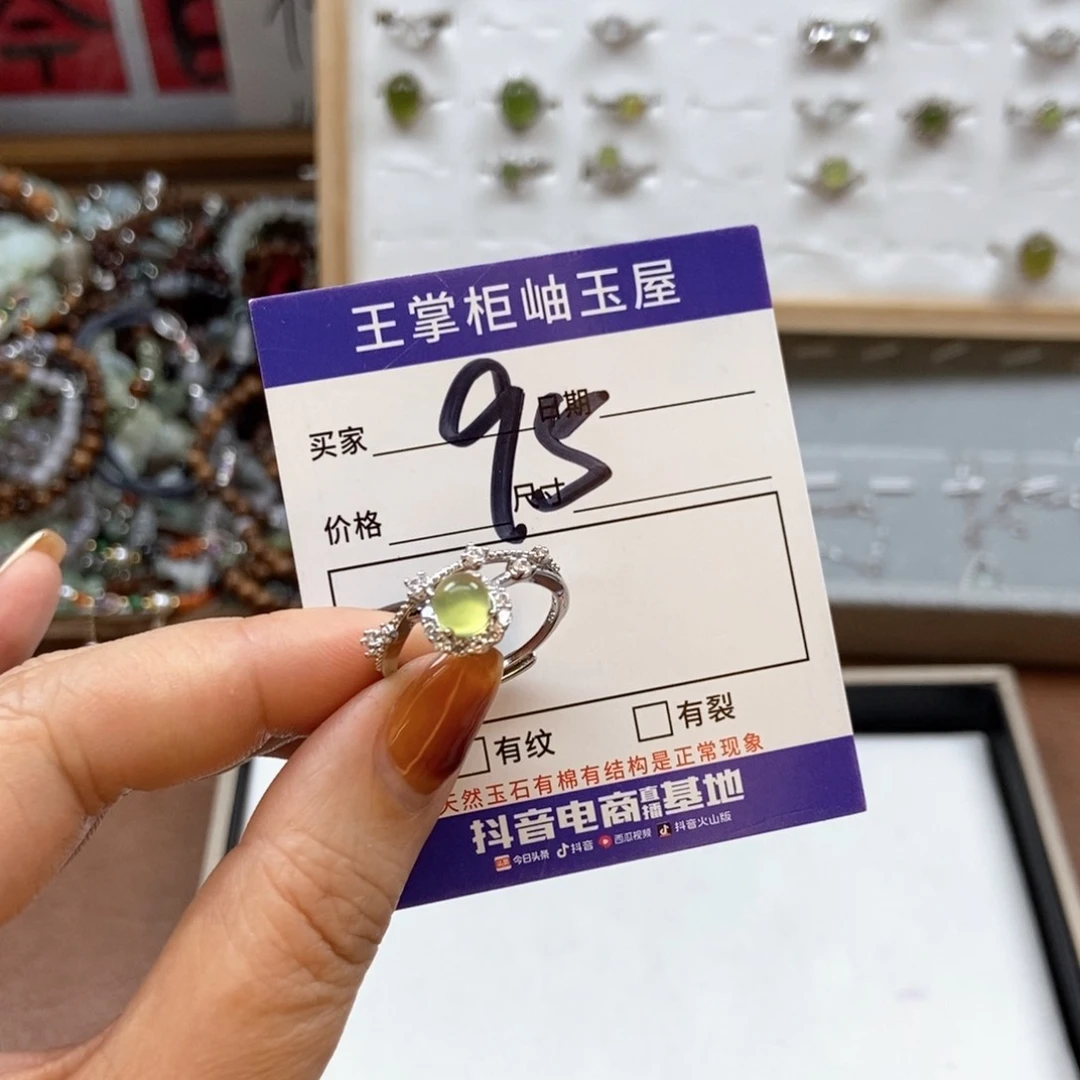 王掌柜岫玉屋
95
买家 日期
价格 尺寸
有纹 有裂
天然玉石有棉有结构是正常现象
抖音电商直播基地
今日头条 抖音 西瓜视频 抖音火山版